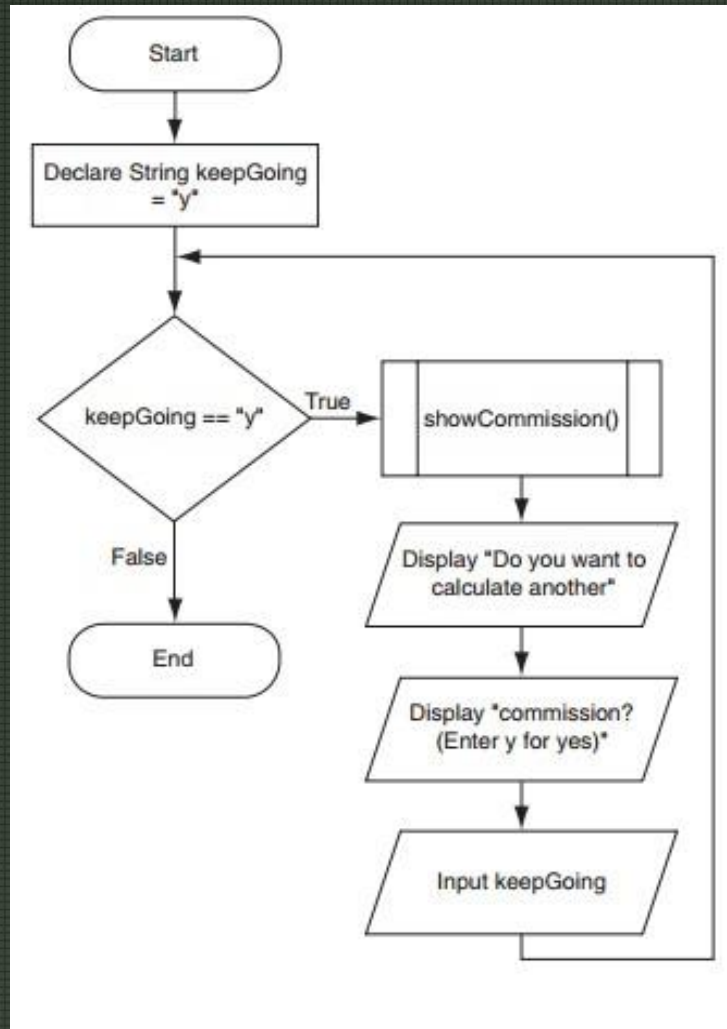 Start
Declare String keepGoing
= "y"
keepGoing == "y"
True
showCommission()
False
Display "Do you want to
calculate another"
End
Display "commission?
(Enter y for yes)"
Input keepGoing